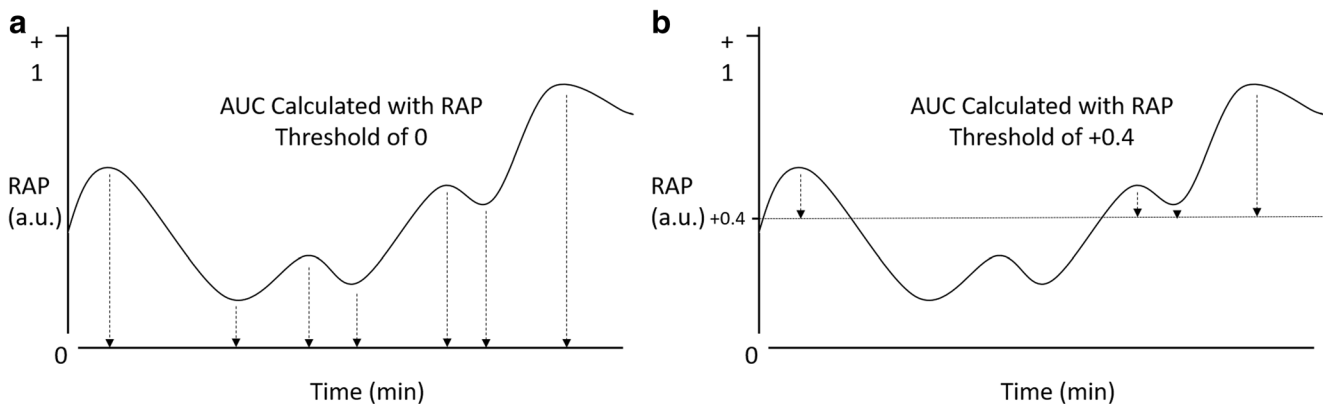 a
+
1
AUC Calculated with RAP
Threshold of 0
RAP
(a.u.)
0
Time (min)
b
+
1
AUC Calculated with RAP
Threshold of +0.4
RAP
(a.u.)
+0.4
0
Time (min)